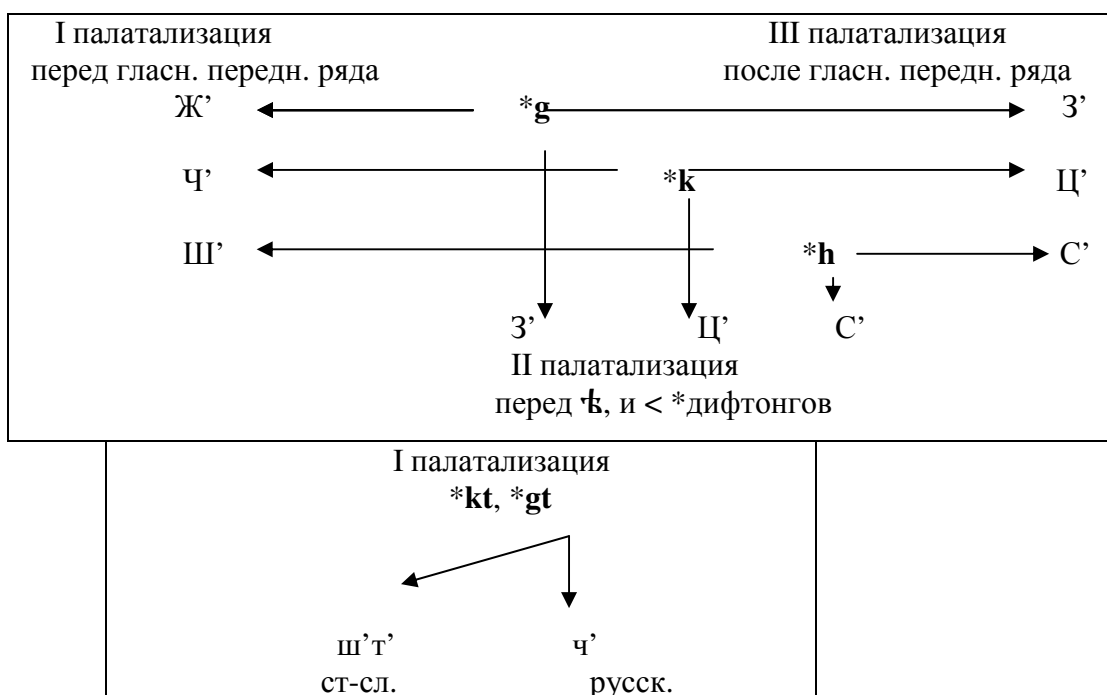 I палатализация III палатализация
перед гласн. передн. ряда после гласн. передн. ряда
Ж’ *g З’
Ч’ *k Ц’
Ш’ *h С’
З’ Ц’ С’
II палатализация
перед ѣ, и < *дифтонгов
I палатализация
*kt, *gt
ш’т’ ч’
ст-сл. русск.